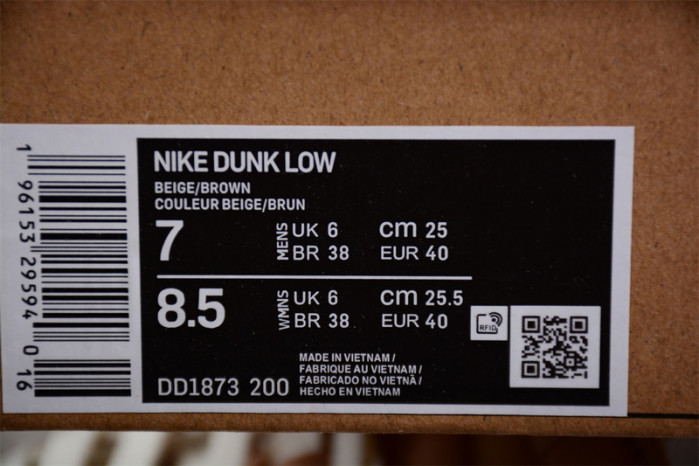 NIKE DUNK LOW
BEIGE/BROWN
COULEUR BEIGE/BRUN
7 MENS UK 6 cm 25
BR 38 EUR 40
8.5 WMNS UK 6 cm 25.5
BR 38 EUR 40
RFID
DD1873 200
MADE IN VIETNAM /
FABRIQUE AU VIETNAM /
FABRICADO NO VIETNÃ /
HECHO EN VIETNAM
1 96153 29594 0 16